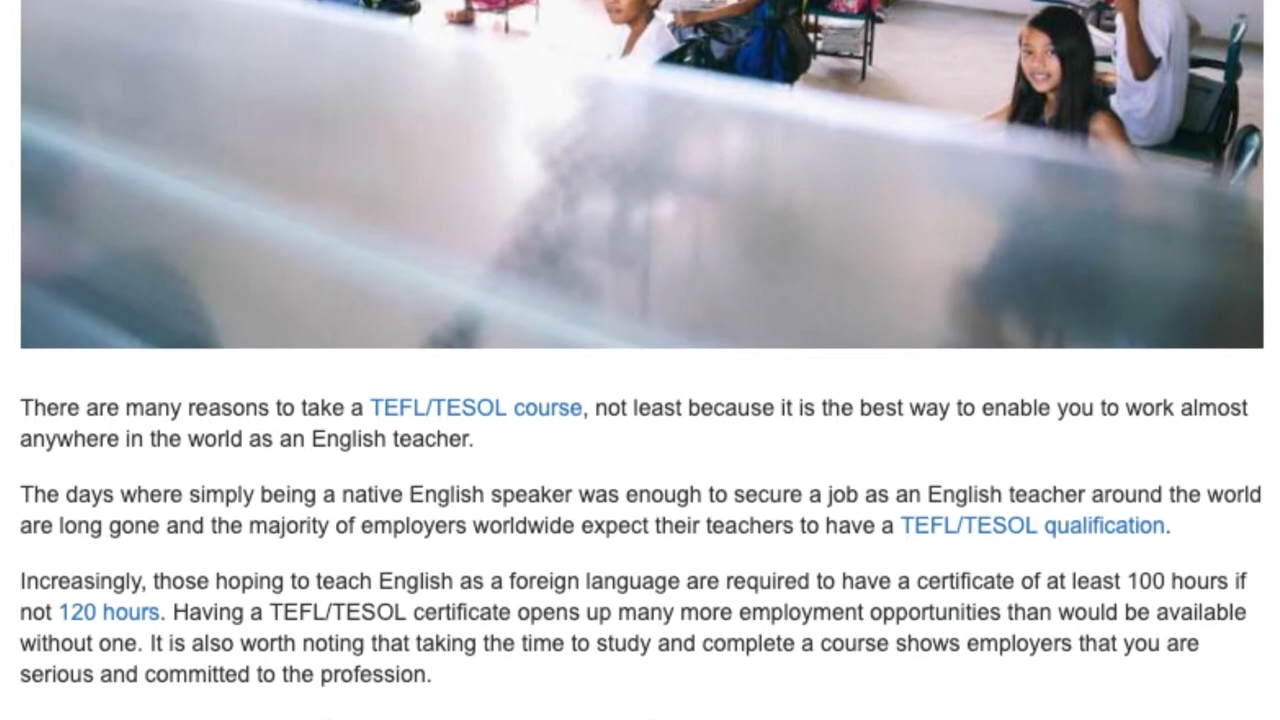 There are many reasons to take a TEFL/TESOL course, not least because it is the best way to enable you to work almost
anywhere in the world as an English teacher.
The days where simply being a native English speaker was enough to secure a job as an English teacher around the world
are long gone and the majority of employers worldwide expect their teachers to have a TEFL/TESOL qualification.
Increasingly, those hoping to teach English as a foreign language are required to have a certificate of at least 100 hours if
not 120 hours. Having a TEFL/TESOL certificate opens up many more employment opportunities than would be available
without one. It is also worth noting that taking the time to study and complete a course shows employers that you are
serious and committed to the profession.